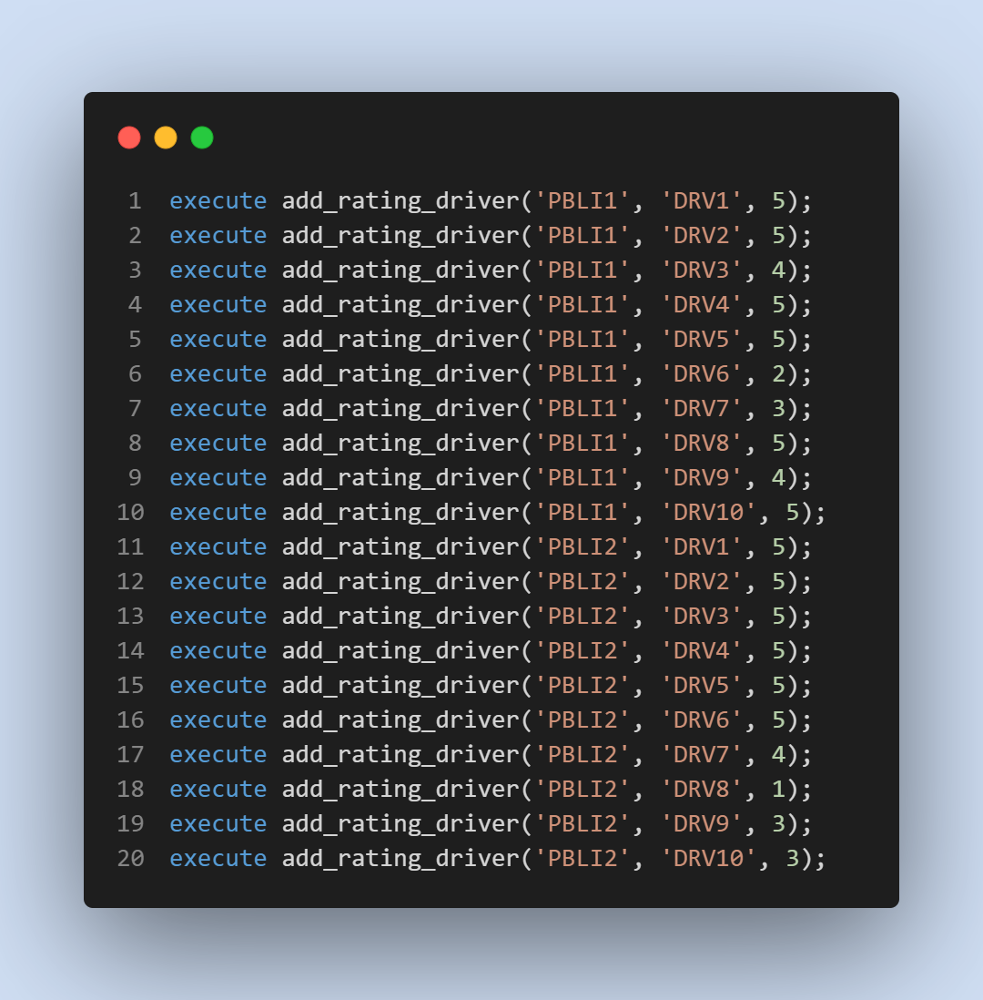 1 execute add_rating_driver('PBLI1', 'DRV1', 5);
2 execute add_rating_driver('PBLI1', 'DRV2', 5);
3 execute add_rating_driver('PBLI1', 'DRV3', 4);
4 execute add_rating_driver('PBLI1', 'DRV4', 5);
5 execute add_rating_driver('PBLI1', 'DRV5', 5);
6 execute add_rating_driver('PBLI1', 'DRV6', 2);
7 execute add_rating_driver('PBLI1', 'DRV7', 3);
8 execute add_rating_driver('PBLI1', 'DRV8', 5);
9 execute add_rating_driver('PBLI1', 'DRV9', 4);
10 execute add_rating_driver('PBLI1', 'DRV10', 5);
11 execute add_rating_driver('PBLI2', 'DRV1', 5);
12 execute add_rating_driver('PBLI2', 'DRV2', 5);
13 execute add_rating_driver('PBLI2', 'DRV3', 5);
14 execute add_rating_driver('PBLI2', 'DRV4', 5);
15 execute add_rating_driver('PBLI2', 'DRV5', 5);
16 execute add_rating_driver('PBLI2', 'DRV6', 5);
17 execute add_rating_driver('PBLI2', 'DRV7', 4);
18 execute add_rating_driver('PBLI2', 'DRV8', 1);
19 execute add_rating_driver('PBLI2', 'DRV9', 3);
20 execute add_rating_driver('PBLI2', 'DRV10', 3);